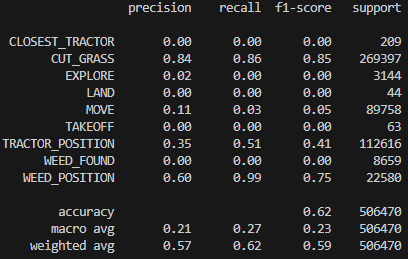 precision recall f1-score support
CLOSEST_TRACTOR 0.00 0.00 0.00 209
CUT_GRASS 0.84 0.86 0.85 269397
EXPLORE 0.02 0.00 0.00 3144
LAND 0.00 0.00 0.00 44
MOVE 0.11 0.03 0.05 89758
TAKEOFF 0.00 0.00 0.00 63
TRACTOR_POSITION 0.35 0.51 0.41 112616
WEED_FOUND 0.00 0.00 0.00 8659
WEED_POSITION 0.60 0.99 0.75 22580
accuracy 0.62 506470
macro avg 0.21 0.27 0.23 506470
weighted avg 0.57 0.62 0.59 506470